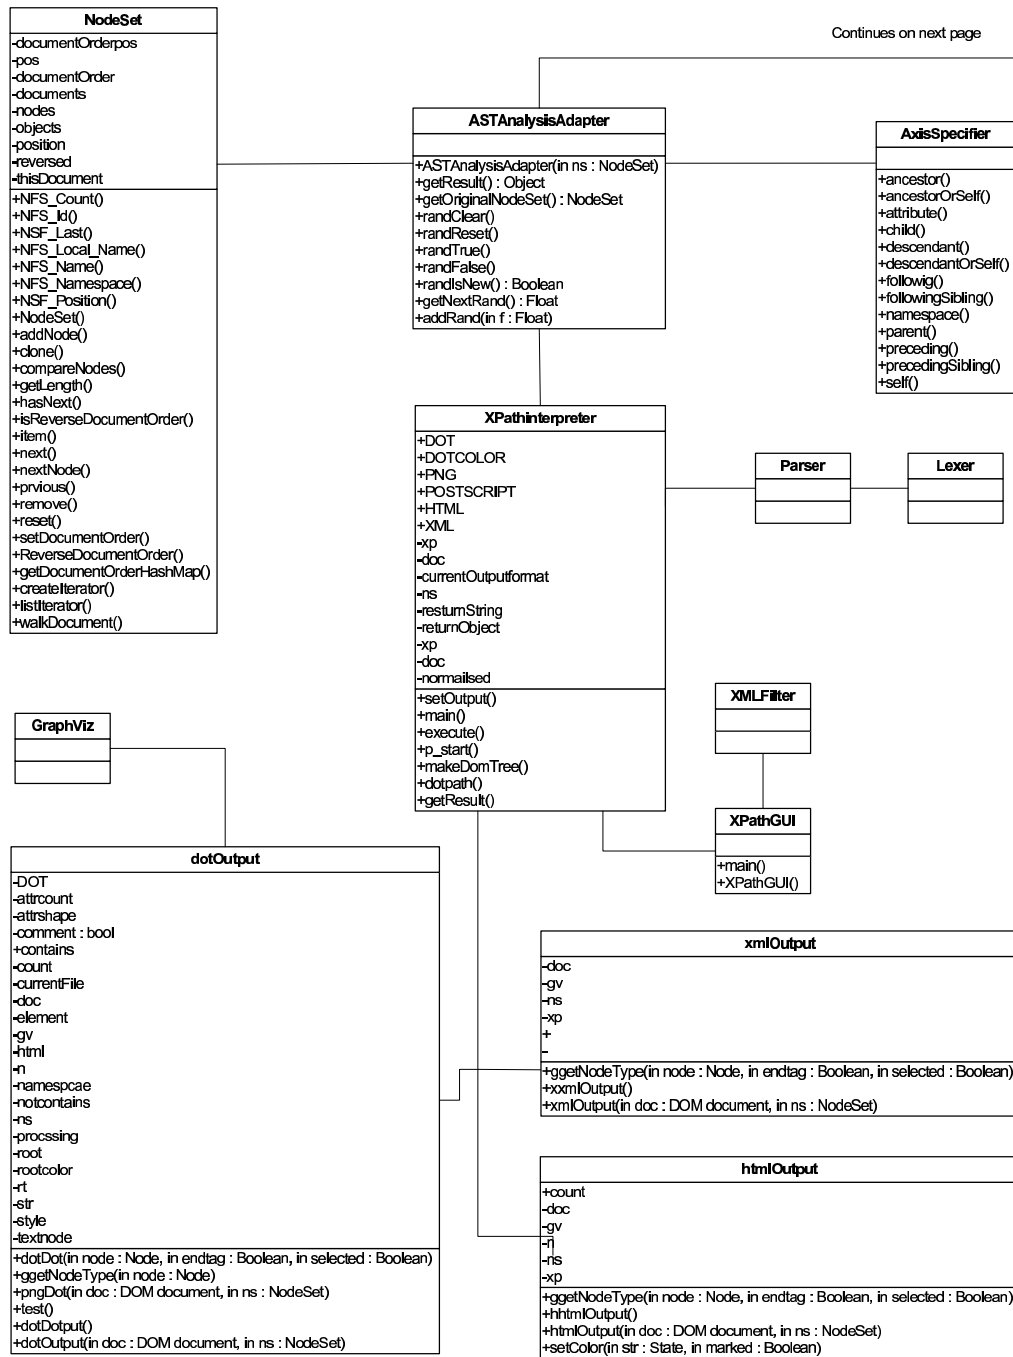 NodeSet
-documentOrderpos
-pos
-documentOrder
-documents
-nodes
-objects
-position
-reversed
-thisDocument
+NFS_Count()
+NFS_Id()
+NSF_Last()
+NFS_Local_Name()
+NFS_Name()
+NFS_Namespace()
+NSF_Position()
+NodeSet()
+addNode()
+clone()
+compareNodes()
+getLength()
+hasNext()
+isReverseDocumentOrder()
+item()
+next()
+nextNode()
+prvious()
+remove()
+reset()
+setDocumentOrder()
+ReverseDocumentOrder()
+getDocumentOrderHashMap()
+createIterator()
+listIterator()
+walkDocument()
Continues on next page
ASTAnalysisAdapter
+ASTAnalysisAdapter(in ns : NodeSet)
+getResult() : Object
+getOriginalNodeSet() : NodeSet
+randClear()
+randReset()
+randTrue()
+randFalse()
+randIsNew() : Boolean
+getNextRand() : Float
+addRand(in f : Float)
AxisSpecifier
+ancestor()
+ancestorOrSelf()
+attribute()
+child()
+descendant()
+descendantOrSelf()
+followig()
+followingSibling()
+namespace()
+parent()
+preceding()
+precedingSibling()
+self()
XPathinterpreter
+DOT
+DOTCOLOR
+PNG
+POSTSCRIPT
+HTML
+XML
-xp
-doc
-currentOutputformat
-ns
-resturnString
-returnObject
-xp
-doc
-normailsed
+setOutput()
+main()
+execute()
+p_start()
+makeDomTree()
+dotpath()
+getResult()
Parser
Lexer
XMLFilter
XPathGUI
+main()
+XPathGUI()
GraphViz
dotOutput
-DOT
-attrcount
-attrshape
-comment : bool
+contains
-count
-currentFile
-doc
-element
-gv
-html
-n
-namespcae
-notcontains
-ns
-procssing
-root
-rootcolor
-rt
-str
-style
-textnode
+dotDot(in node : Node, in endtag : Boolean, in selected : Boolean)
+ggetNodeType(in node : Node)
+pngDot(in doc : DOM document, in ns : NodeSet)
+test()
+dotDotput()
+dotOutput(in doc : DOM document, in ns : NodeSet)
xmlOutput
-doc
-gv
-ns
-xp
+
-
+ggetNodeType(in node : Node, in endtag : Boolean, in selected : Boolean)
+xxmlOutput()
+xmlOutput(in doc : DOM document, in ns : NodeSet)
htmlOutput
+count
-doc
-gv
-n
-ns
-xp
+ggetNodeType(in node : Node, in endtag : Boolean, in selected : Boolean)
+hhtmlOutput()
+htmlOutput(in doc : DOM document, in ns : NodeSet)
+setColor(in str : State, in marked : Boolean)